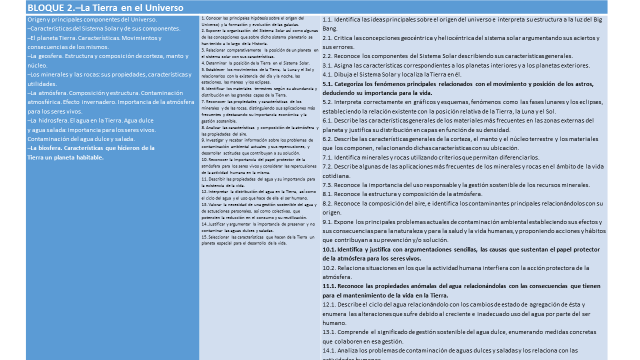 BLOQUE 2.–La Tierra en el Universo
Origen y principales componentes del Universo.
–Características del Sistema Solar y de sus componentes.
–El planeta Tierra. Características. Movimientos y
consecuencias de los mismos.
–La geosfera. Estructura y composición de corteza, manto y
núcleo.
–Los minerales y las rocas: sus propiedades, características y
utilidades.
–La atmósfera. Composición y estructura. Contaminación
atmosférica. Efecto invernadero. Importancia de la atmósfera
para los seres vivos.
–La hidrosfera. El agua en la Tierra. Agua dulce
y agua salada: importancia para los seres vivos.
Contaminación del agua dulce y salada.
–La biosfera. Características que hicieron de la
Tierra un planeta habitable.
1. Conocer las principales hipótesis sobre el origen del
Universo y la formación y evolución de las galaxias
2. Exponer la organización del Sistema Solar así como algunas
de las concepciones que sobre dicho sistema planetario se
han tenido a lo largo de la Historia.
3. Relacionar comparativamente la posición de un planeta en
el sistema solar con sus características.
4. Determinar la posición de la Tierra en el Sistema Solar.
5. Establecer los movimientos de la Tierra, la Luna y el Sol y
relacionarlos con la existencia del día y la noche, las
estaciones, las mareas y los eclipses.
6. Identificar los materiales terrestres según su abundancia y
distribución en las grandes capas de la Tierra.
7. Reconocer las propiedades y características de los
minerales y de las rocas, distinguiendo sus aplicaciones más
frecuentes y destacando su importancia económica y la
gestión sostenible.
8. Analizar las características y composición de la atmósfera y
las propiedades del aire.
9. Investigar y recabar información sobre los problemas de
contaminación ambiental actuales y sus repercusiones, y
desarrollar actitudes que contribuyan a su solución.
10. Reconocer la importancia del papel protector de la
atmósfera para los seres vivos y considerar las repercusiones
de la actividad humana en la misma.
11. Describir las propiedades del agua y su importancia para
la existencia de la vida.
12. Interpretar la distribución del agua en la Tierra, así como
el ciclo del agua y el uso que hace de ella el ser humano.
13. Valorar la necesidad de una gestión sostenible del agua y
de actuaciones personales, así como colectivas, que
potencien la reducción en el consumo y su reutilización.
14. Justificar y argumentar la importancia de preservar y no
contaminar las aguas dulces y saladas.
15. Seleccionar las características que hacen de la Tierra un
planeta especial para el desarrollo de la vida.
1.1. Identifica las ideas principales sobre el origen del universo e interpreta su estructura a la luz del Big
Bang.
2.1. Critica las concepciones geocéntrica y heliocéntrica del sistema solar argumentando sus aciertos y
sus errores.
2.2. Reconoce los componentes del Sistema Solar describiendo sus características generales.
3.1. Asigna las características correspondientes a los planetas interiores y a los planetas exteriores.
4.1. Dibuja el Sistema Solar y localiza la Tierra en él.
5.1. Categoriza los fenómenos principales relacionados con el movimiento y posición de los astros,
deduciendo su importancia para la vida.
5.2. Interpreta correctamente en gráficos y esquemas, fenómenos como las fases lunares y los eclipses,
estableciendo la relación existente con la posición relativa de la Tierra, la Luna y el Sol.
6.1. Describe las características generales de los materiales más frecuentes en las zonas externas del
planeta y justifica su distribución en capas en función de su densidad.
6.2. Describe las características generales de la corteza, el manto y el núcleo terrestre y los materiales
que los componen, relacionando dichas características con su ubicación.
7.1. Identifica minerales y rocas utilizando criterios que permitan diferenciarlos.
7.2. Describe algunas de las aplicaciones más frecuentes de los minerales y rocas en el ámbito de la vida
cotidiana.
7.3. Reconoce la importancia del uso responsable y la gestión sostenible de los recursos minerales.
8.1. Reconoce la estructura y composición de la atmósfera.
8.2. Reconoce la composición del aire, e identifica los contaminantes principales relacionándolos con su
origen.
9.1. Expone los principales problemas actuales de contaminación ambiental estableciendo sus efectos y
sus consecuencias para la naturaleza y para la salud y la vida humanas; y proponiendo acciones y hábitos
que contribuyan a su prevención y/o solución.
10.1. Identifica y justifica con argumentaciones sencillas, las causas que sustentan el papel protector
de la atmósfera para los seres vivos.
10.2. Relaciona situaciones en los que la actividad humana interfiera con la acción protectora de la
atmósfera.
11.1. Reconoce las propiedades anómalas del agua relacionándolas con las consecuencias que tienen
para el mantenimiento de la vida en la Tierra.
12.1. Describe el ciclo del agua relacionándolo con los cambios de estado de agregación de ésta y
enumera las alteraciones que sufre debido al creciente e inadecuado uso del agua por parte del ser
humano.
13.1. Comprende el significado de gestión sostenible del agua dulce, enumerando medidas concretas
que colaboren en esa gestión.
14.1. Analiza los problemas de contaminación de aguas dulces y saladas y los relaciona con las